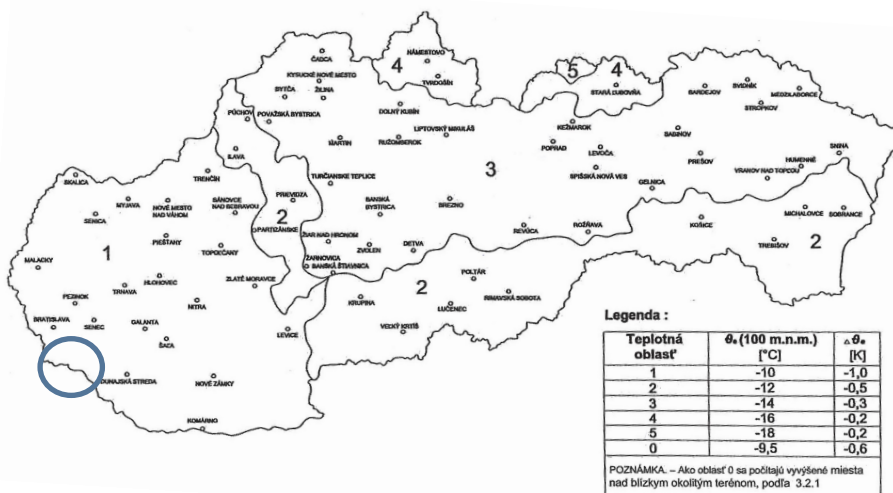 ČADCA
NÁMESTOVO
4
TVRDOŠÍN
KYSUCKÉ NOVÉ MESTO
BYTČA
ŽILINA
5
4
STARÁ ĽUBOVŇA
BARDEJOV
SVIDNÍK
MEDZILABORCE
STROPKOV
PÚCHOV
POVAŽSKÁ BYSTRICA
DOLNÝ KUBÍN
LIPTOVSKÝ MIKULÁŠ
KEŽMAROK
SABINOV
MARTIN
RUŽOMBEROK
POPRAD
LEVOČA
PREŠOV
HUMENNÉ
SNINA
ILAVA
3
SPIŠSKÁ NOVÁ VES
VRANOV NAD TOPĽOU
SKALICA
TRENČÍN
TURČIANSKE TEPLICE
GELNICA
MYJAVA
NOVÉ MESTO
NAD VÁHOM
BÁNOVCE
NAD BEBRAVOU
PRIEVIDZA
BANSKÁ
BYSTRICA
BREZNO
SENICA
2
PARTIZÁNSKE
REVÚCA
ROŽŇAVA
KOŠICE
MICHALOVCE
SOBRANCE
PIEŠŤANY
TOPOĽČANY
ŽIAR NAD HRONOM
ZVOLEN
DETVA
TREBIŠOV
2
1
MALACKY
HLOHOVEC
ŽARNOVICA
BANSKÁ ŠTIAVNICA
TRNAVA
ZLATÉ MORAVCE
POLTÁR
2
PEZINOK
NITRA
KRUPINA
LUČENEC
RIMAVSKÁ SOBOTA
BRATISLAVA
SENEC
GALANTA
LEVICE
VEĽKÝ KRTÍŠ
ŠAĽA
DUNAJSKÁ STREDA
NOVÉ ZÁMKY
KOMÁRNO
Legenda :
Teplotná oblasť ϑₑ (100 m.n.m.) [°C] △ϑₑ [K]
1 -10 -1,0
2 -12 -0,5
3 -14 -0,3
4 -16 -0,2
5 -18 -0,2
0 -9,5 -0,6
POZNÁMKA. – Ako oblasť 0 sa počítajú vyvýšené miesta
nad blízkym okolitým terénom, podľa 3.2.1